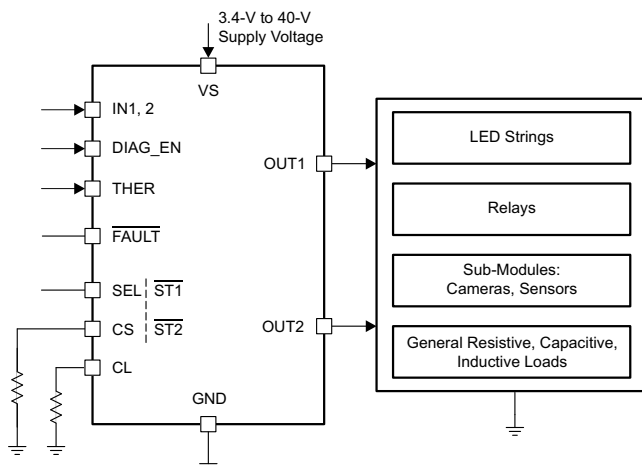 3.4-V to 40-V
Supply Voltage
VS
IN1, 2
DIAG_EN
THER
FAULT
SEL ST1
CS ST2
CL
GND
OUT1
OUT2
LED Strings
Relays
Sub-Modules:
Cameras, Sensors
General Resistive, Capacitive,
Inductive Loads